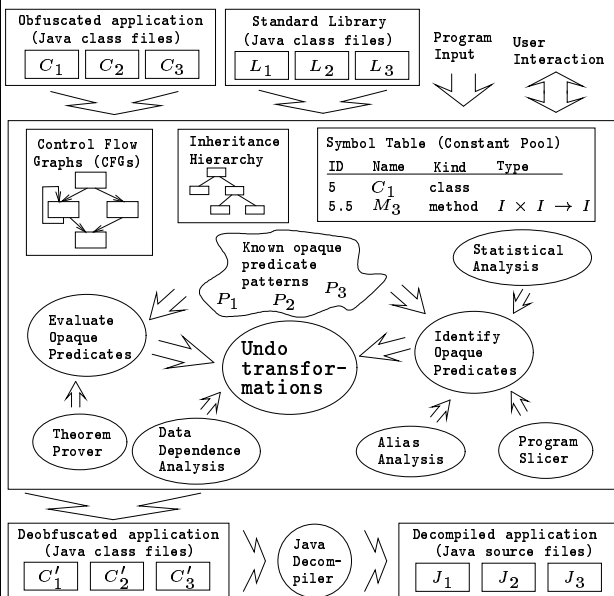 Obfuscated application
(Java class files)
C1 C2 C3
Standard Library
(Java class files)
L1 L2 L3
Program
Input
User
Interaction
Control Flow
Graphs (CFGs)
Inheritance
Hierarchy
Symbol Table (Constant Pool)
ID Name Kind Type
5 C1 class
5.5 M3 method I × I → I
Known opaque
predicate
patterns
P1 P2 P3
Statistical
Analysis
Evaluate
Opaque
Predicates
Undo
transfor-
mations
Identify
Opaque
Predicates
Theorem
Prover
Data
Dependence
Analysis
Alias
Analysis
Program
Slicer
Deobfuscated application
(Java class files)
C′1 C′2 C′3
Java
Decom-
piler
Decompiled application
(Java source files)
J1 J2 J3